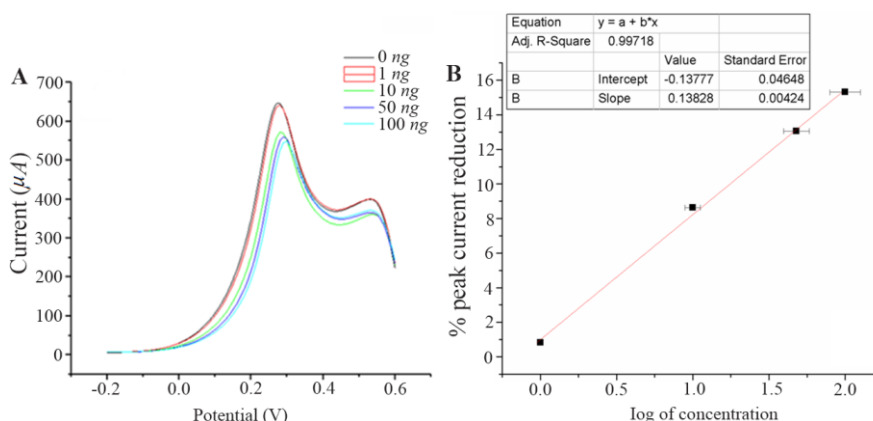 A
0 ng
1 ng
10 ng
50 ng
100 ng
700
600
500
400
300
200
100
0
Current (µA)
-0.2 0.0 0.2 0.4 0.6
Potential (V)
B
Equation y = a + b*x
Adj. R-Square 0.99718
Value Standard Error
B Intercept -0.13777 0.04648
B Slope 0.13828 0.00424
16
14
12
10
8
6
4
2
0
% peak current reduction
0.0 0.5 1.0 1.5 2.0
log of concentration